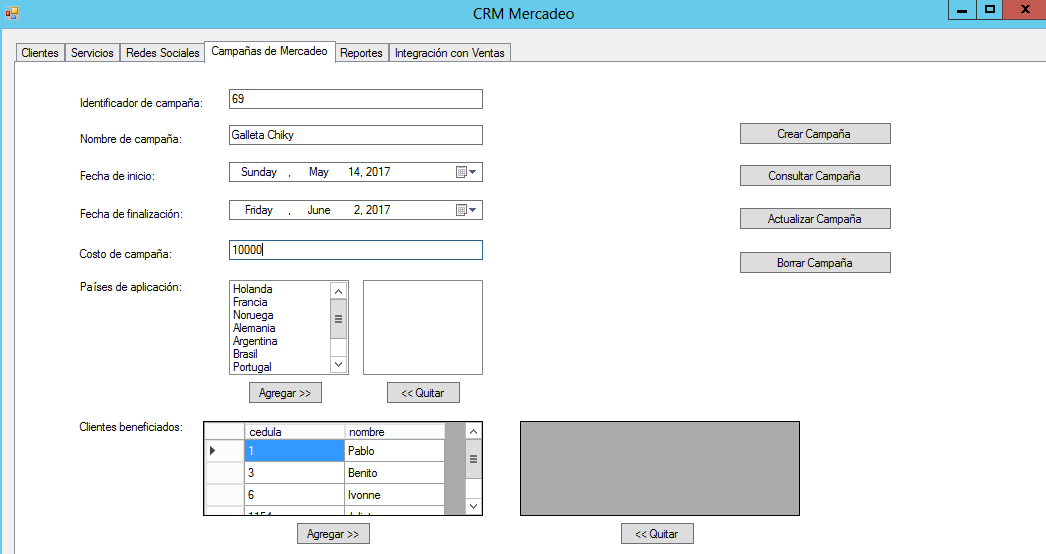 CRM Mercadeo
Clientes Servicios Redes Sociales Campañas de Mercadeo Reportes Integración con Ventas
Identificador de campaña: 69
Nombre de campaña: Galleta Chiky
Crear Campaña
Fecha de inicio: Sunday , May 14, 2017
Consultar Campaña
Fecha de finalización: Friday , June 2, 2017
Actualizar Campaña
Costo de campaña: 10000
Borrar Campaña
Países de aplicación:
Holanda
Francia
Noruega
Alemania
Argentina
Brasil
Portugal
Agregar >> << Quitar
Clientes beneficiados:
cedula nombre
1 Pablo
3 Benito
6 Ivonne
Agregar >> << Quitar